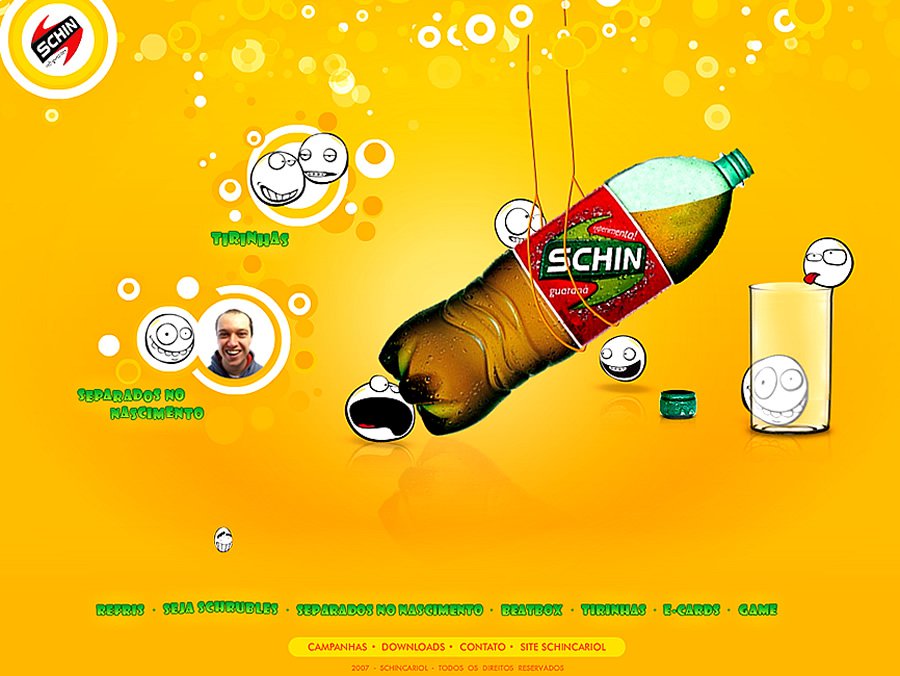 SCHIN
TIRINHAS
experimenta!
SCHIN
guaraná
SEPARADOS NO
NASCIMENTO
REFRIS · SEJA SCHRUBLES · SEPARADOS NO NASCIMENTO · BEATBOX · TIRINHAS · E-CARDS · GAME
CAMPANHAS · DOWNLOADS · CONTATO · SITE SCHINCARIOL
2007 - SCHINCARIOL - TODOS OS DIREITOS RESERVADOS